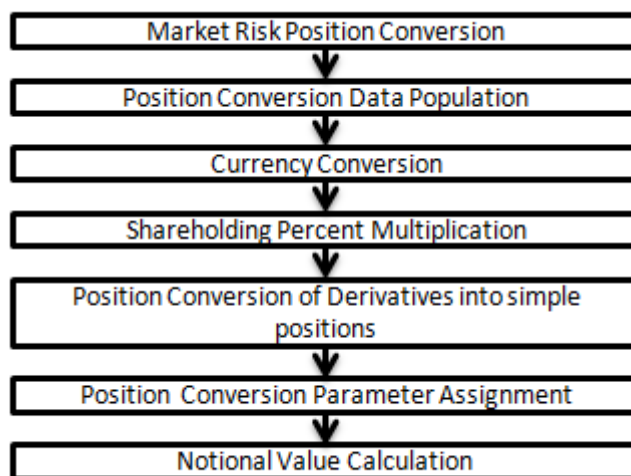 Market Risk Position Conversion
Position Conversion Data Population
Currency Conversion
Shareholding Percent Multiplication
Position Conversion of Derivatives into simple
positions
Position  Conversion Parameter Assignment
Notional Value Calculation